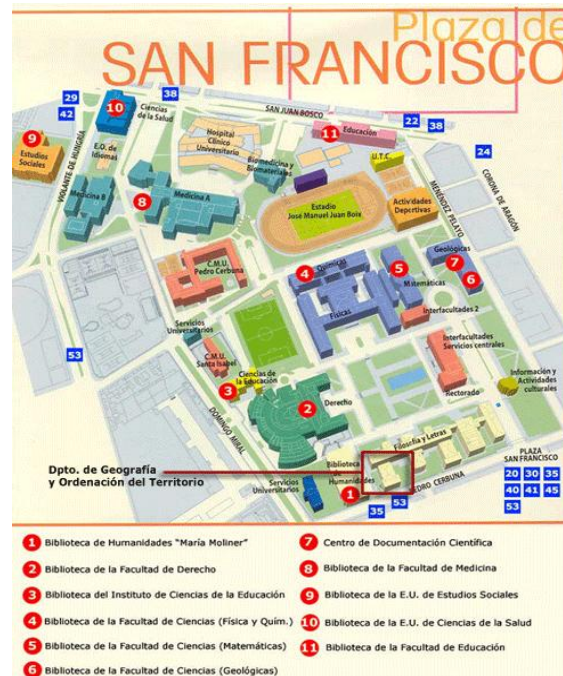 Plaza de
SAN FRANCISCO
29
42
10
38
Ciencias
de la Salud
SAN JUAN BOSCO
22
38
9
Estudios
Sociales
E.O. de
Idiomas
Hospital
Clínico
Universitario
11
Educación
24
VIOLANTE DE HUNGRÍA
Biomedicina y
Biomateriales
U.T.C.
CORONA DE ARAGÓN
Medicina B
8
Medicina A
Estadio
José Manuel Juan Boix
Actividades
Deportivas
MENÉNDEZ PELAYO
C.M.U.
Pedro Cerbuna
4
Químicas
5
Matemáticas
Geológicas
7
6
Físicas
Interfacultades 2
Servicios
Universitarios
53
C.M.U.
Santa Isabel
Interfacultades
Servicios centrales
3
Ciencias de
la Educación
2
Derecho
Rectorado
Información y
Actividades
culturales
DOMINGO MIRAL
Filosofía y Letras
Dpto. de Geografía
y Ordenación del Territorio
Biblioteca
de
Humanidades
PLAZA
SAN FRANCISCO
Servicios
Universitarios
1
PEDRO CERBUNA
20 30 35
40 41 45
53
35
53
1 Biblioteca de Humanidades "María Moliner"
2 Biblioteca de la Facultad de Derecho
3 Biblioteca del Instituto de Ciencias de la Educación
4 Biblioteca de la Facultad de Ciencias (Física y Quím.)
5 Biblioteca de la Facultad de Ciencias (Matemáticas)
6 Biblioteca de la Facultad de Ciencias (Geológicas)
7 Centro de Documentación Científica
8 Biblioteca de la Facultad de Medicina
9 Biblioteca de la E.U. de Estudios Sociales
10 Biblioteca de la E.U. de Ciencias de la Salud
11 Biblioteca de la Facultad de Educación